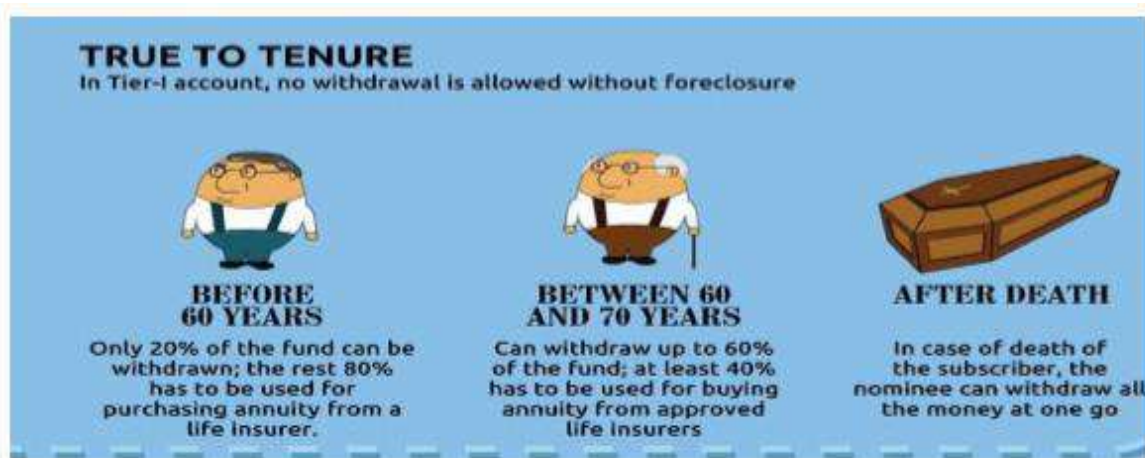 TRUE TO TENURE
In Tier-I account, no withdrawal is allowed without foreclosure
BEFORE
60 YEARS
Only 20% of the fund can be
withdrawn; the rest 80%
has to be used for
purchasing annuity from a
life insurer.
BETWEEN 60
AND 70 YEARS
Can withdraw up to 60%
of the fund; at least 40%
has to be used for buying
annuity from approved
life insurers
AFTER DEATH
In case of death of
the subscriber, the
nominee can withdraw all
the money at one go